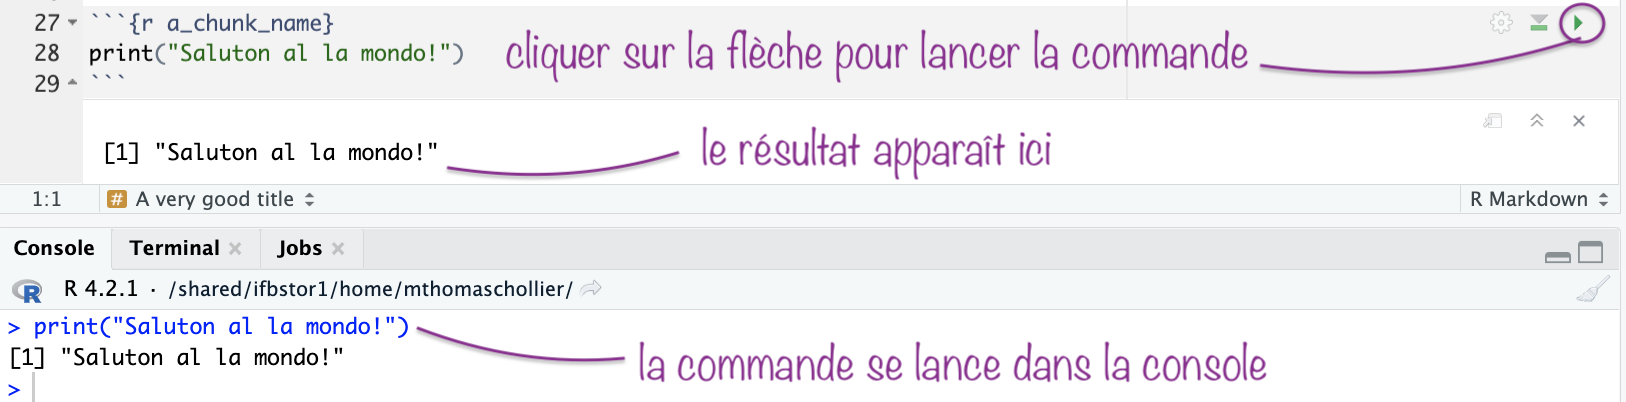 27 ```{r a_chunk_name}
28 print("Saluton al la mondo!")
cliquer sur la flèche pour lancer la commande
29 ```
[1] "Saluton al la mondo!"
le résultat apparaît ici
1:1 # A very good title R Markdown
Console Terminal Jobs
R R 4.2.1 · /shared/ifbstor1/home/mthomaschollier/
> print("Saluton al la mondo!")
[1] "Saluton al la mondo!"
la commande se lance dans la console
>